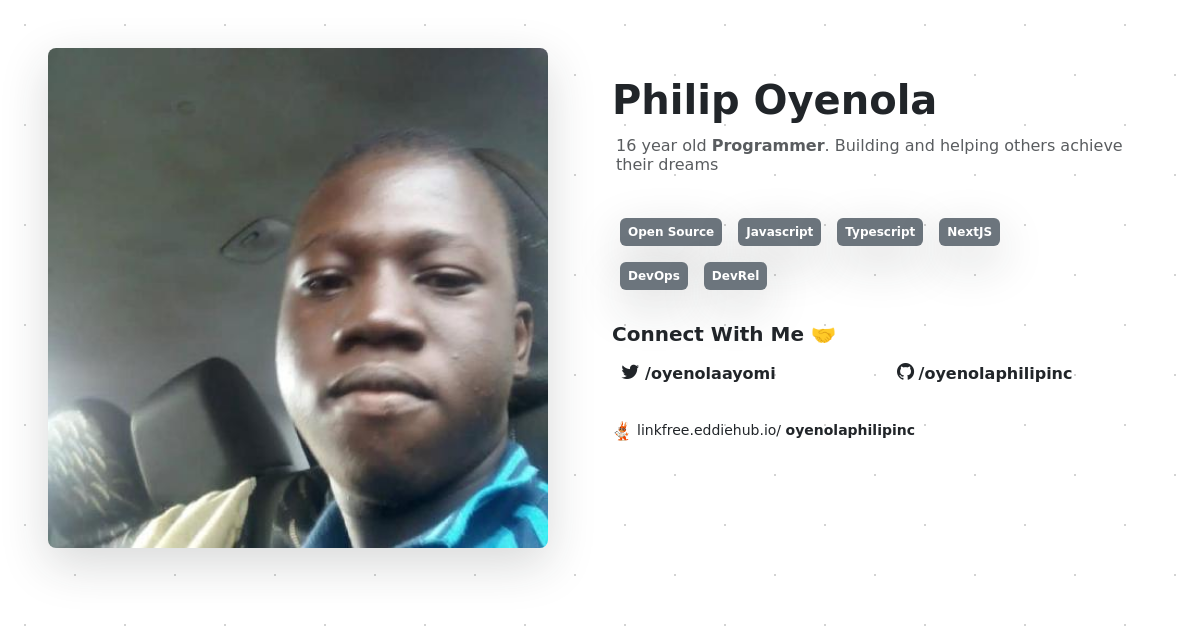 Philip Oyenola
16 year old Programmer. Building and helping others achieve
their dreams
Open Source Javascript Typescript NextJS
DevOps DevRel
Connect With Me 🤝
/oyenolaayomi /oyenolaphilipinc
linkfree.eddiehub.io/ oyenolaphilipinc